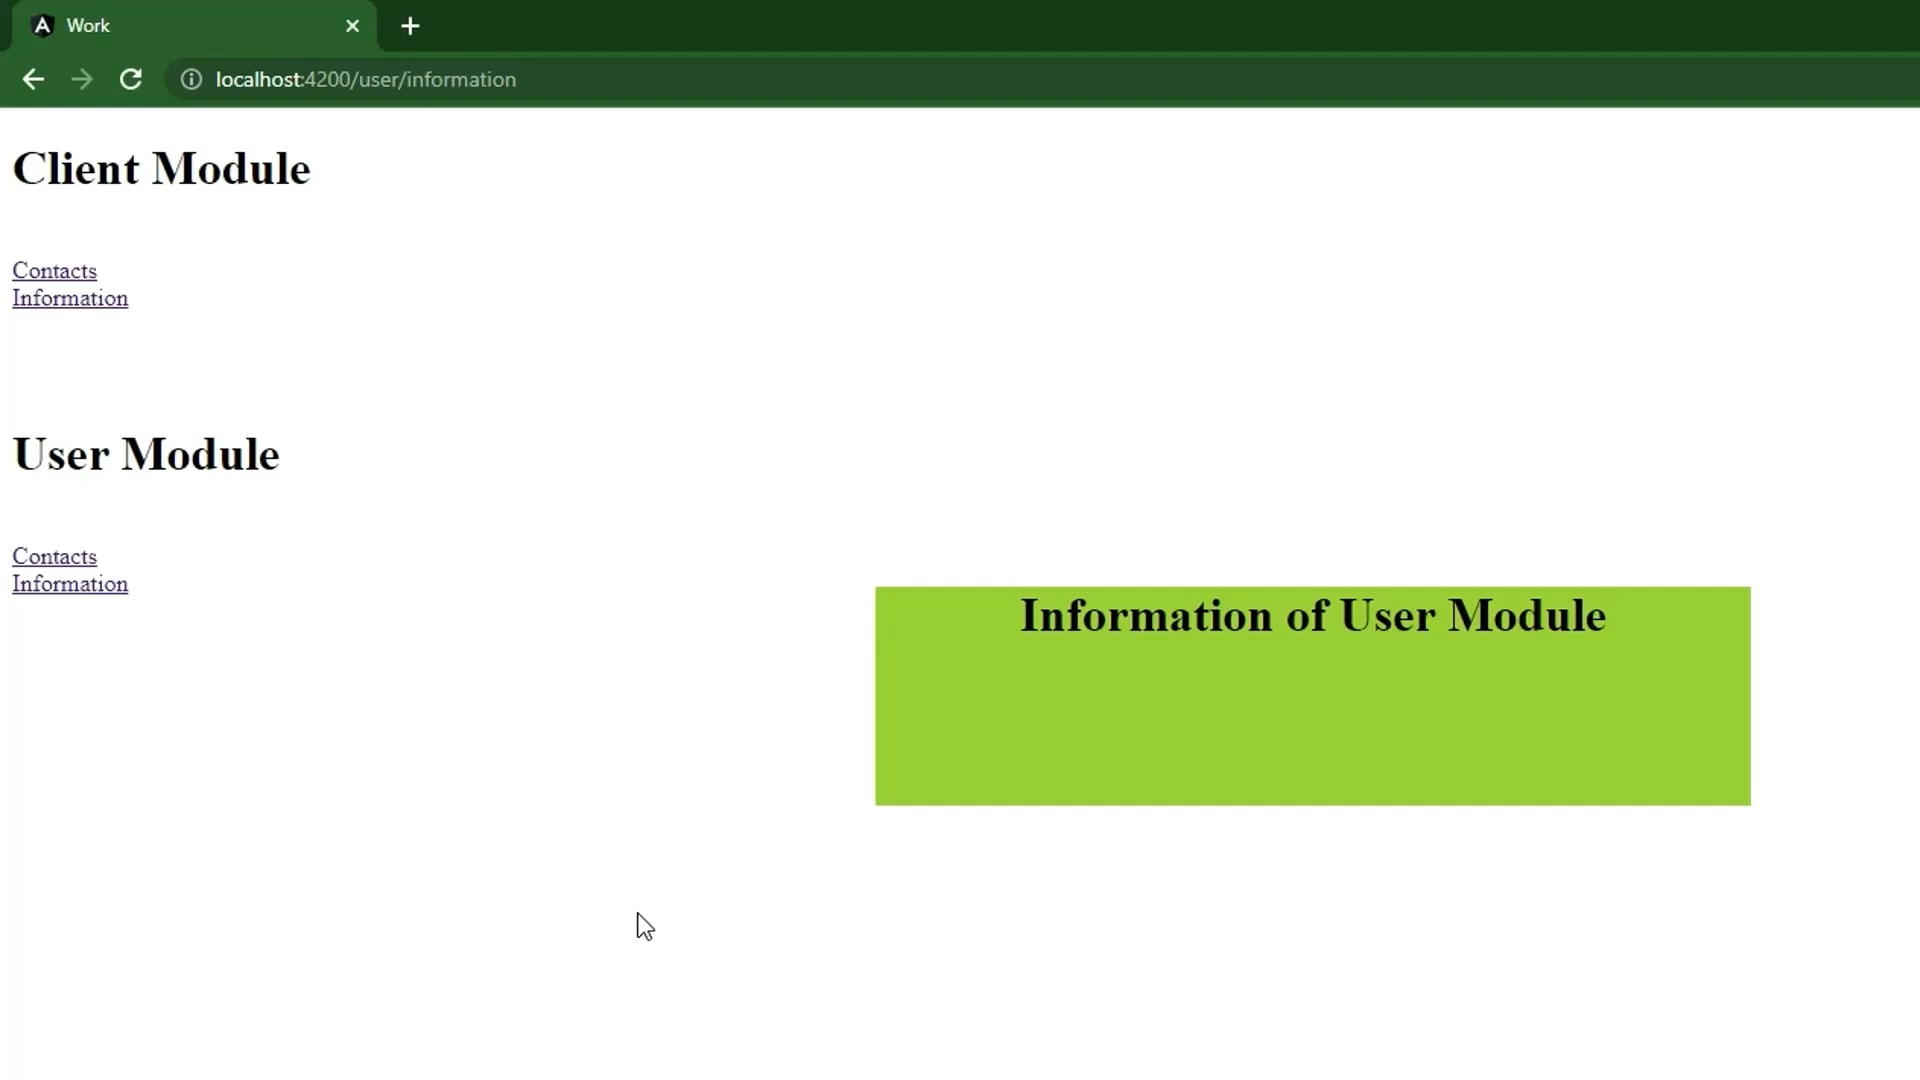 Work
localhost:4200/user/information
Client Module
Contacts
Information
User Module
Contacts
Information
Information of User Module